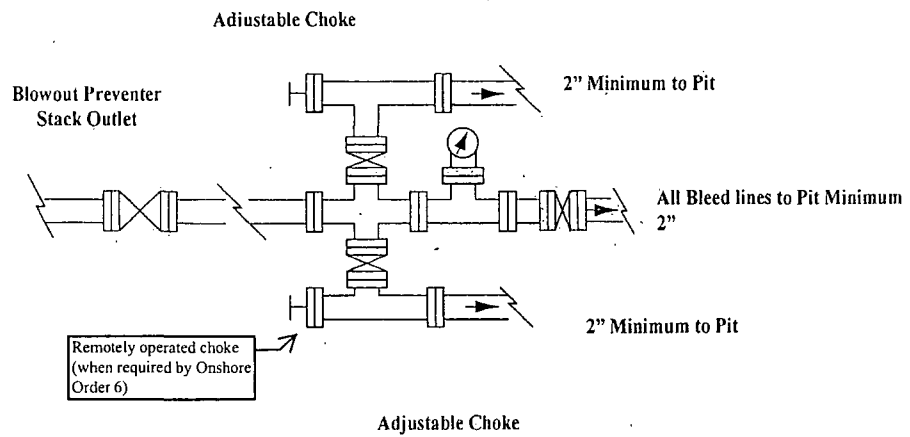 Adjustable Choke
Blowout Preventer
Stack Outlet
2” Minimum to Pit
All Bleed lines to Pit Minimum
2”
2” Minimum to Pit
Remotely operated choke
(when required by Onshore
Order 6)
Adjustable Choke